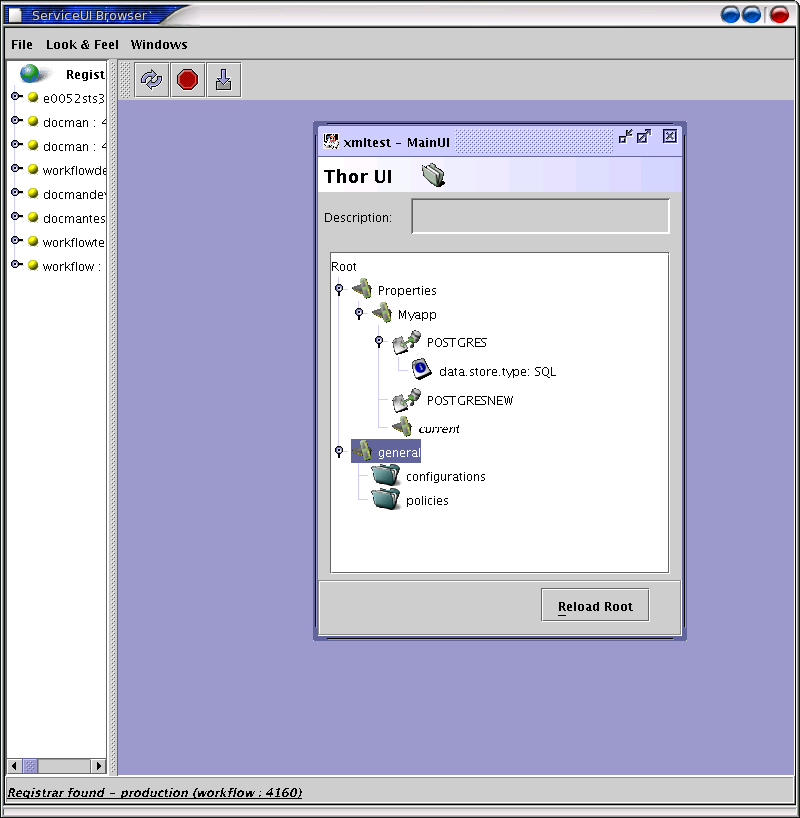 ServiceUI Browser
File Look & Feel Windows
Regist
e0052sts3
docman : 4
docman : 4
workflowde
docmandev
docmantes
workflowte
workflow :
xmltest - MainUI
Thor UI
Description:
Root
Properties
Myapp
POSTGRES
data.store.type: SQL
POSTGRESNEW
current
general
configurations
policies
Reload Root
Registrar found - production (workflow : 4160)